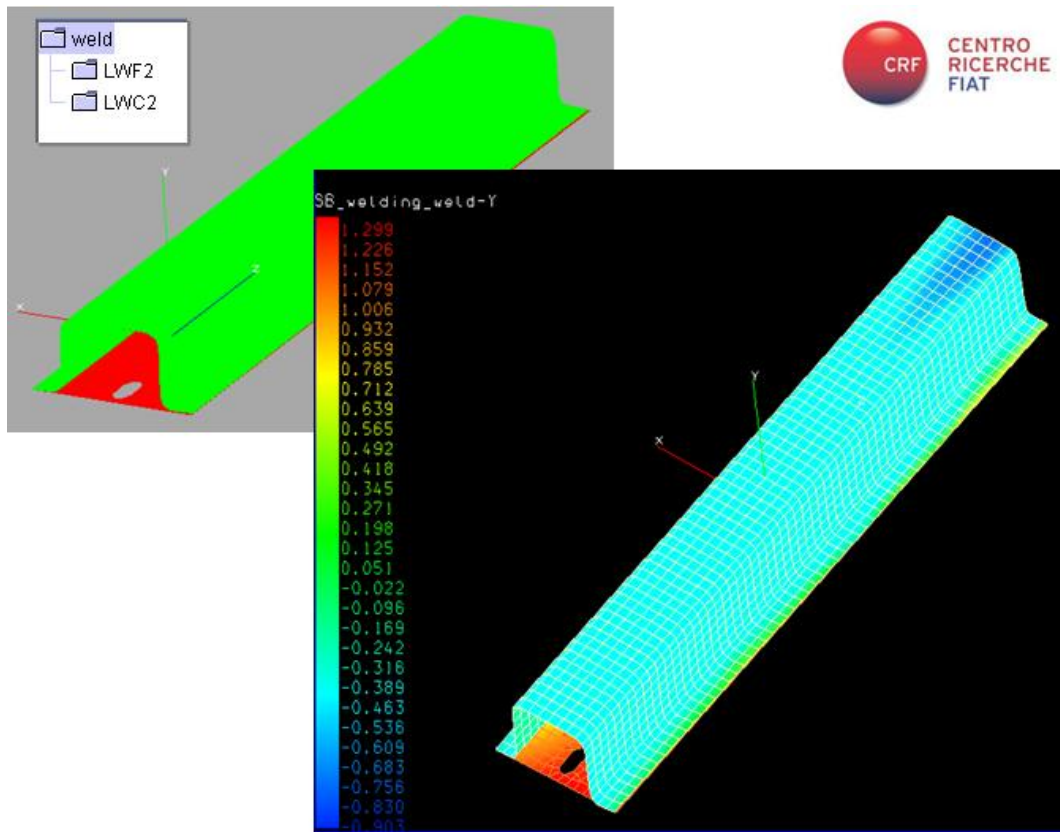 weld
LWF2
LWC2
CRF
CENTRO
RICERCHE
FIAT
Y
Z
X
SB_welding_weld-Y
1.299
1.226
1.152
1.079
1.006
0.932
0.859
0.785
0.712
0.639
0.565
0.492
0.418
0.345
0.271
0.198
0.125
0.051
-0.022
-0.096
-0.169
-0.242
-0.316
-0.389
-0.463
-0.536
-0.609
-0.683
-0.756
-0.830
-0.903
Y
X